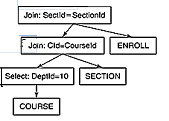 Join: SectId=SectionId
Join: CId=CourseId
ENROLL
Select: DeptId=10
SECTION
COURSE